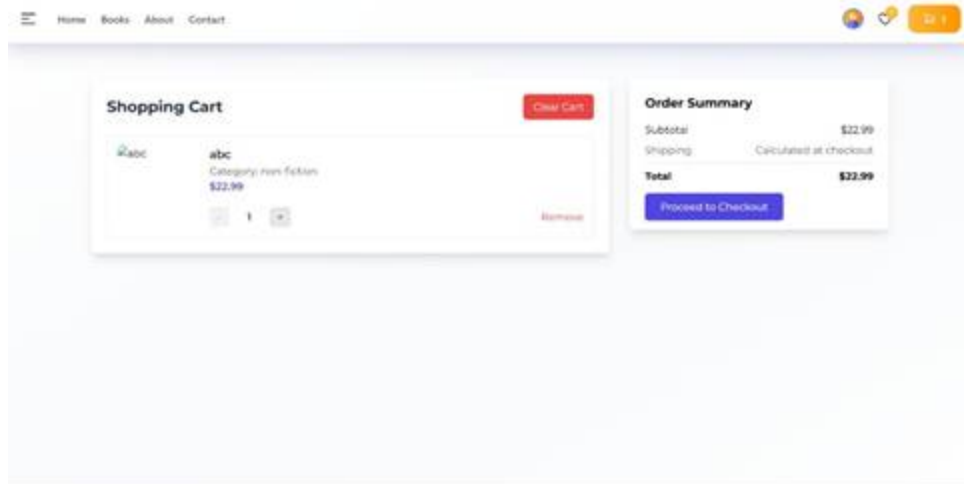 Home Books About Contact
Shopping Cart
Clear Cart
abc
abc
Category: non-fiction
$22.99
- 1 +
Remove
Order Summary
Subtotal $22.99
Shipping Calculated at checkout
Total $22.99
Proceed to Checkout